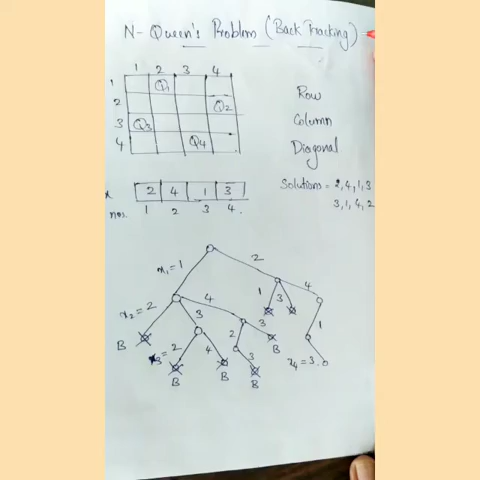 N- Queen's Problem (Back Tracking)
1 2 3 4
1 Q1
2 Q2
3 Q3
4 Q4
Row
Column
Diagonal
Solutions = 2,4,1,3
3,1,4,2
x 2 4 1 3
nos. 1 2 3 4.
x1=1 2
x2=2 3 4 1 3 4
B x3=2 4 2 3 B 1
B B 3 B x4=3